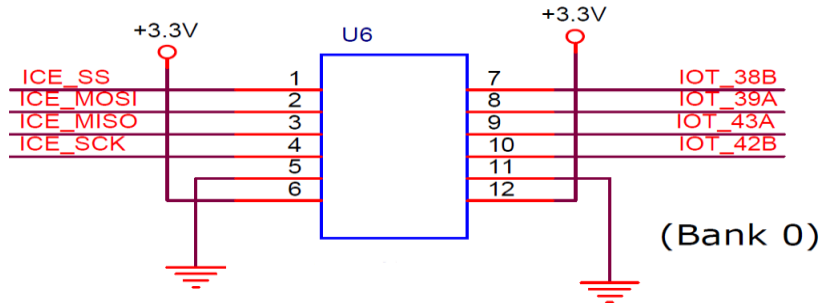 +3.3V
+3.3V
U6
ICE_SS 1 7 IOT_38B
ICE_MOSI 2 8 IOT_39A
ICE_MISO 3 9 IOT_43A
ICE_SCK 4 10 IOT_42B
5 11
6 12
(Bank 0)